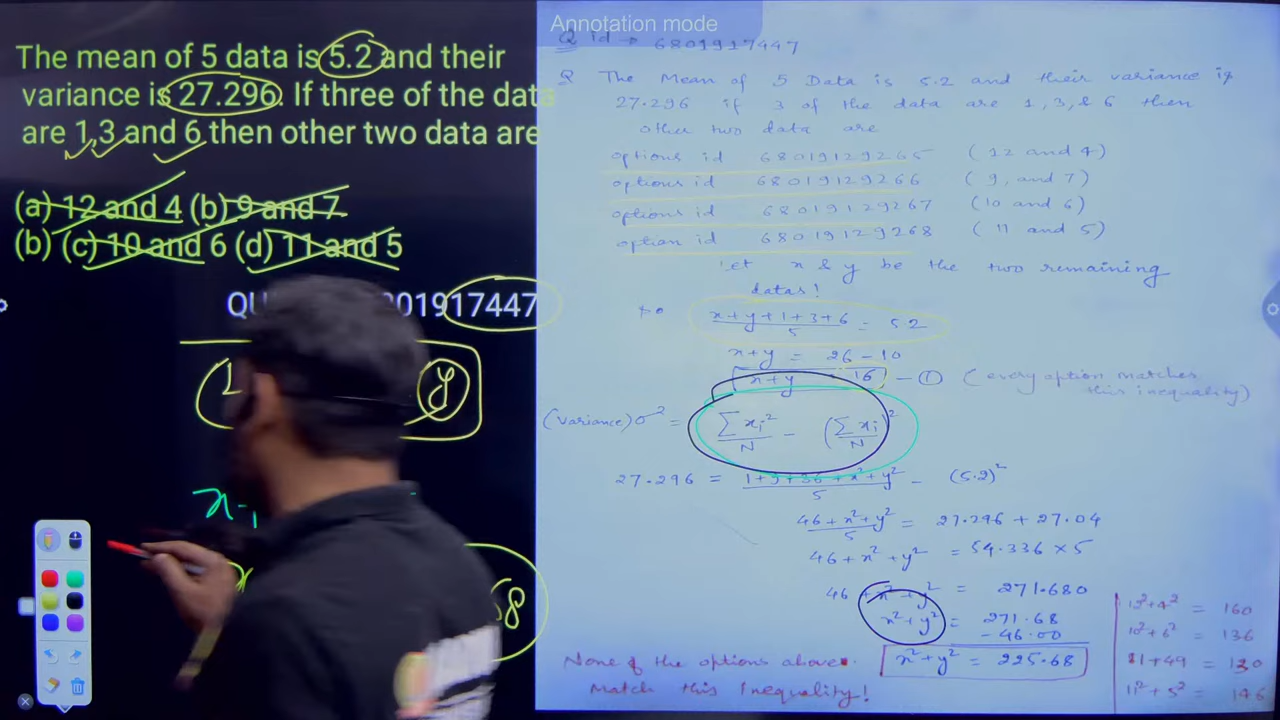 The mean of 5 data is 5.2 and their
variance is 27.296. If three of the data
are 1,3 and 6 then other two data are
(a) 12 and 4 (b) 9 and 7
(b) (c) 10 and 6 (d) 11 and 5
17447
y
x
68
Annotation mode
Q id → 6801917447
Q The Mean of 5 Data is 5.2 and their variance is
27.296 if 3 of the data are 1, 3, & 6 then
other two data are
options id 68019129265 (12 and 4)
options id 68019129266 (9, and 7)
options id 68019129267 (10 and 6)
option id 68019129268 (11 and 5)
Let x & y be the two remaining
datas!
x+y+1+3+6 / 5 = 52
x+y = 26 - 10
x+y 16 - ① (every option matches
this inequality)
(Variance) σ² = Σxi²/N - (Σxi/N)²
27.296 = 1+9+36+x²+y² / 5 - (5.2)²
46+x²+y² / 5 = 27.296 + 27.04
46+x²+y² = 54.336 × 5
46+x²+y² = 271.680
x²+y² = 271.68
- 46.00
x²+y² = 225.68
None of the options above.
Match this Inequality!
12²+4² = 160
10²+6² = 136
81+49 = 130
11²+5² = 146